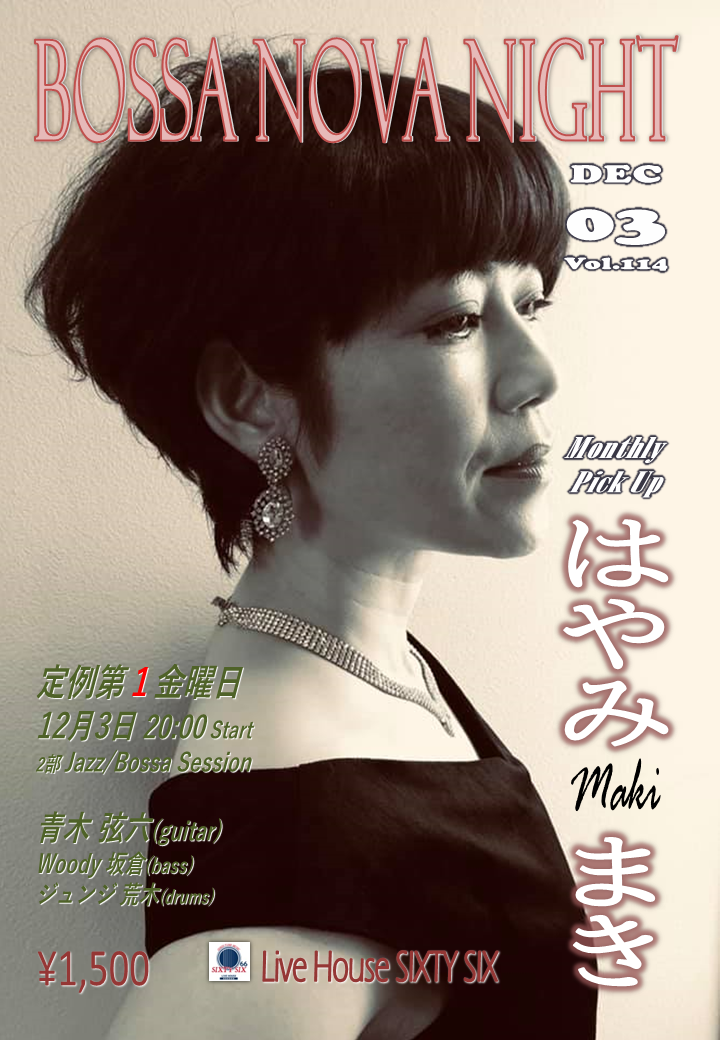 BOSSA NOVA NIGHT
DEC
03
Vol.114
Monthly
Pick Up
はやみ
Maki
まき
定例第1金曜日
12月3日 20:00 Start
2部 Jazz/Bossa Session
青木 弦六(guitar)
Woody 坂倉(bass)
ジュンジ 荒木(drums)
¥1,500
SIXTY SIX
66
Live House SIXTY SIX